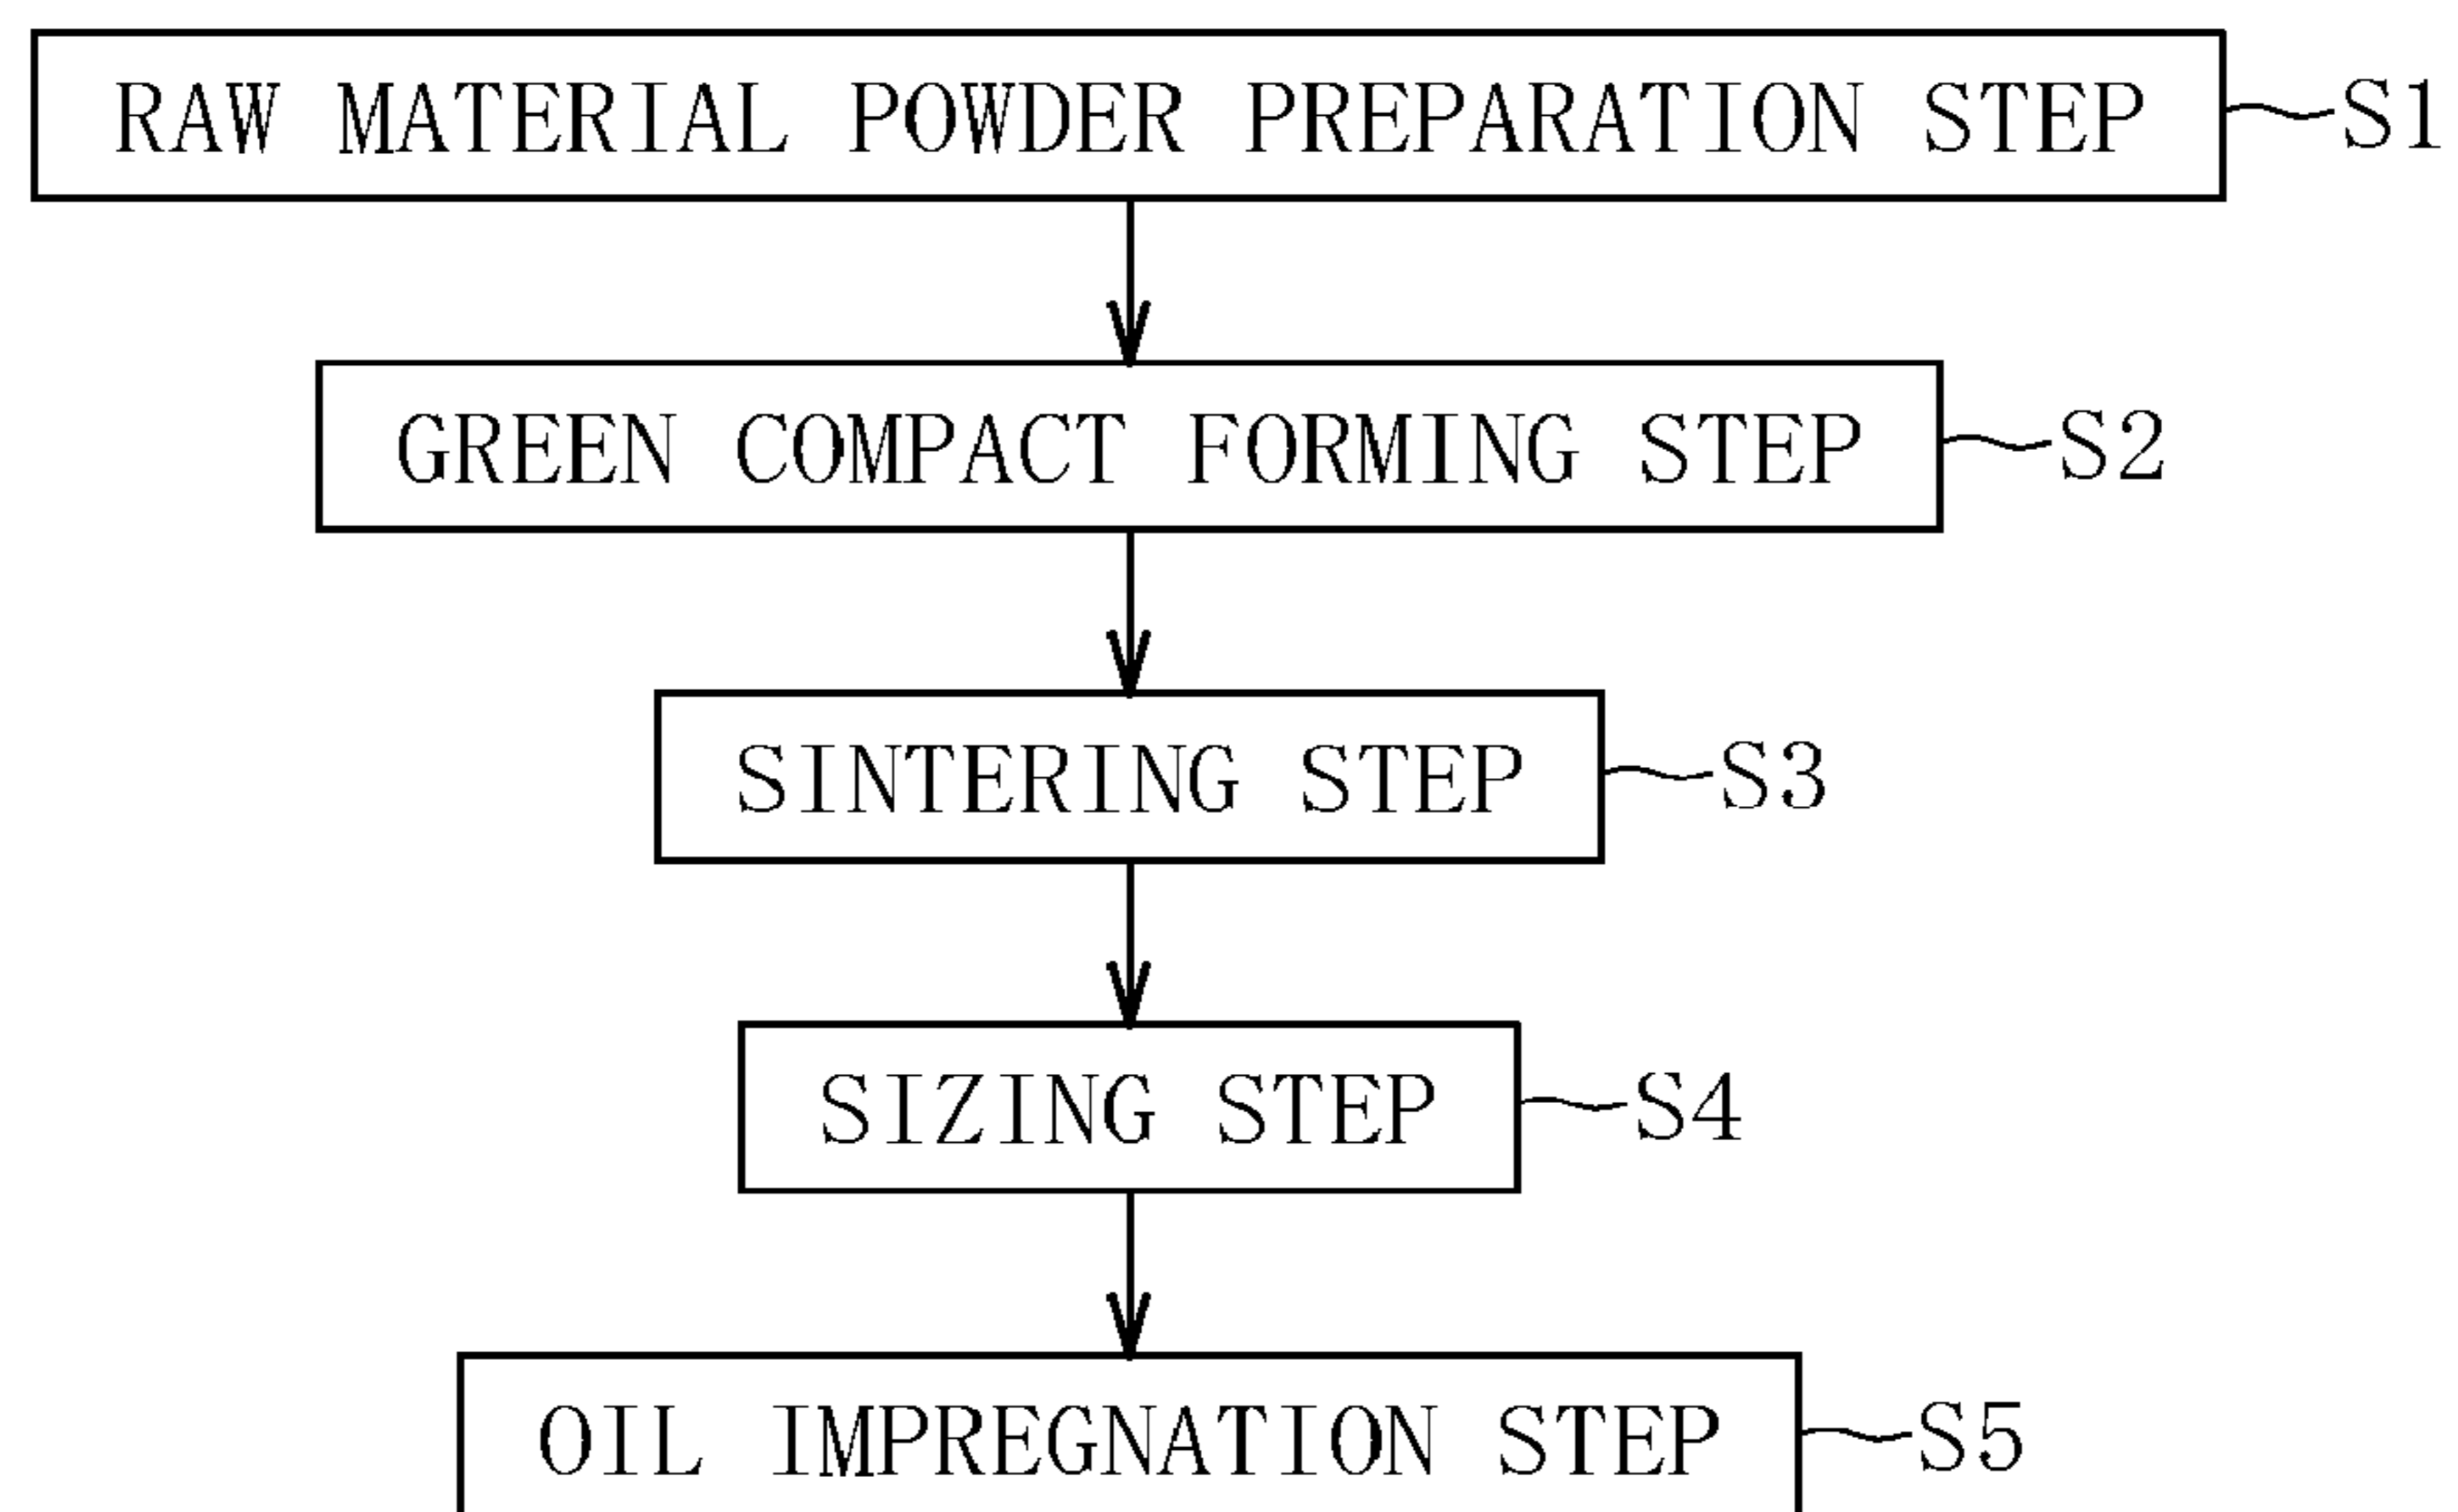 RAW MATERIAL POWDER PREPARATION STEP S1
GREEN COMPACT FORMING STEP S2
SINTERING STEP S3
SIZING STEP S4
OIL IMPREGNATION STEP S5